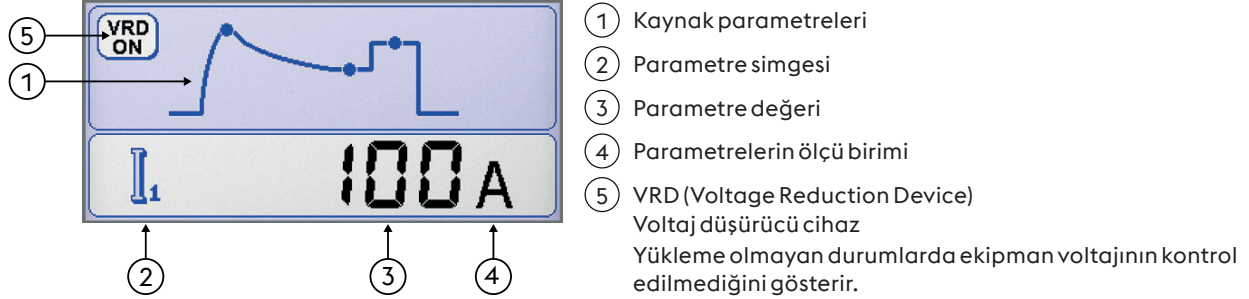 5
VRD
ON
1
I1
100 A
2
3
4
1 Kaynak parametreleri
2 Parametre simgesi
3 Parametre değeri
4 Parametrelerin ölçü birimi
5 VRD (Voltage Reduction Device)
Voltaj düşürücü cihaz
Yükleme olmayan durumlarda ekipman voltajının kontrol
edilmediğini gösterir.